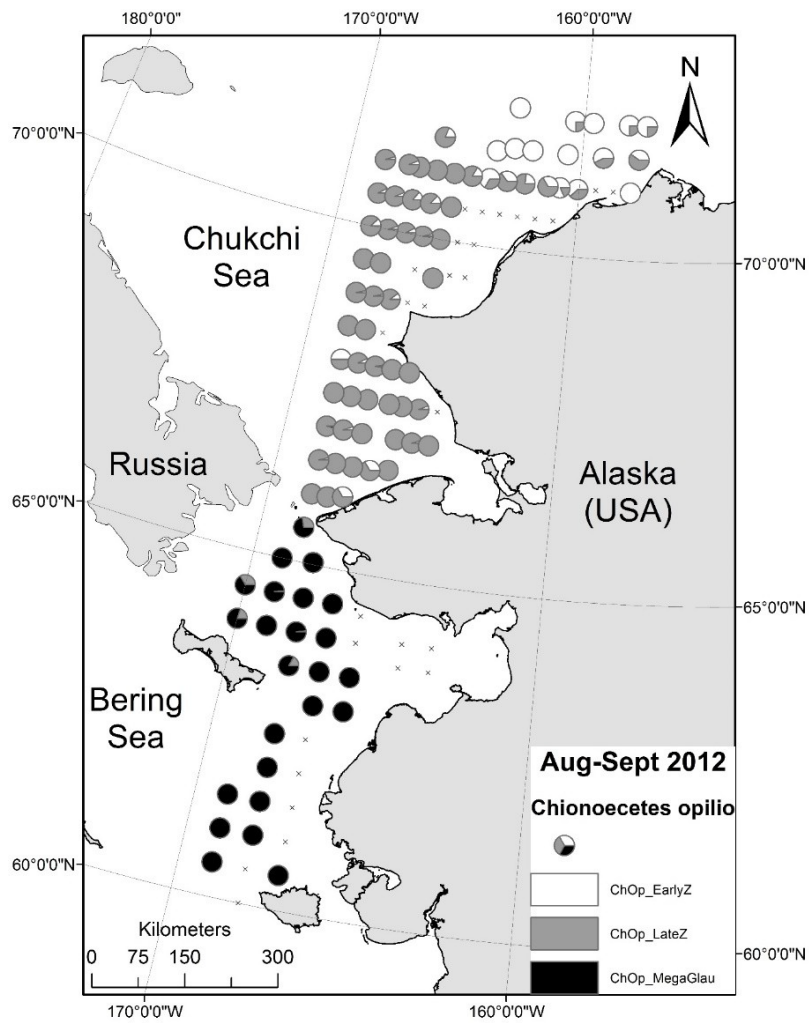 180°0'0"
170°0'0"W
160°0'0"W
N
70°0'0"N
Chukchi
Sea
70°0'0"N
Russia
Alaska
(USA)
65°0'0"N
65°0'0"N
Bering
Sea
Aug-Sept 2012
Chionoecetes opilio
ChOp_EarlyZ
60°0'0"N
Kilometers
ChOp_LateZ
0 75 150 300
60°0'0"N
ChOp_MegaGlau
170°0'0"W
160°0'0"W